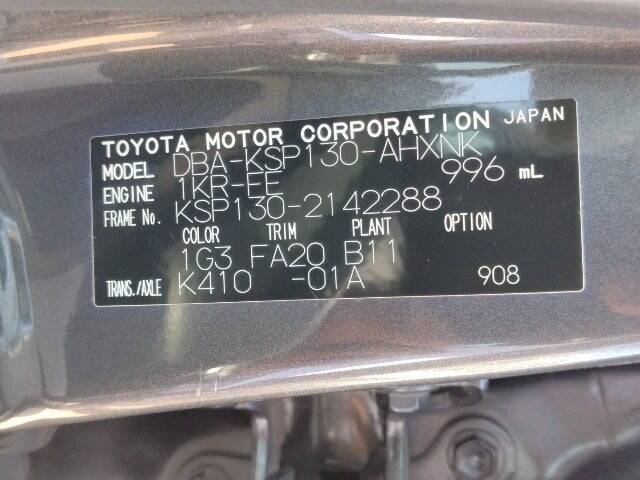 TOYOTA MOTOR CORPORATION JAPAN
MODEL DBA-KSP130-AHXNK
ENGINE 1KR-FE 996 mL
FRAME No. KSP130-2142288
COLOR TRIM PLANT OPTION
1G3 FA20 B11
TRANS./AXLE K410 -01A 908